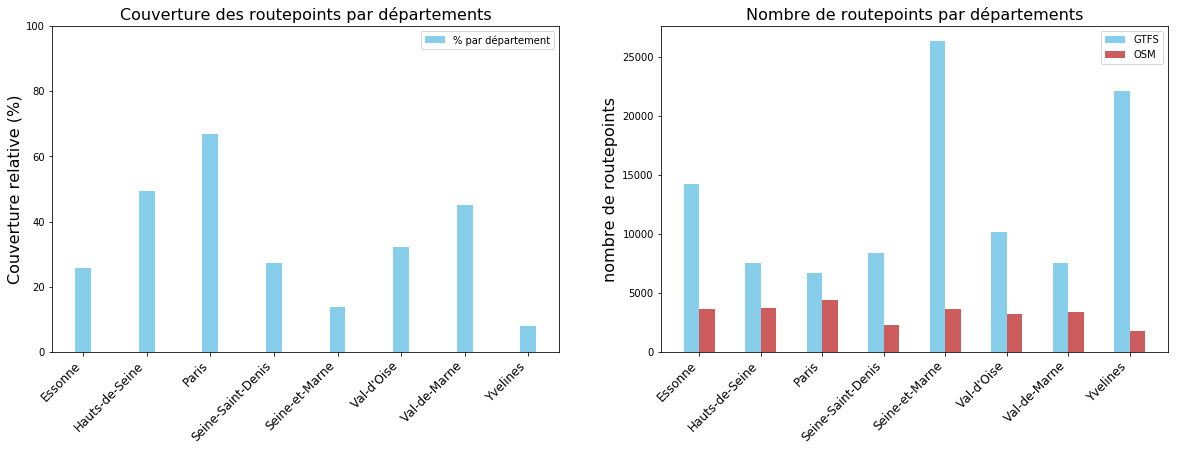 Couverture des routepoints par départements
Couverture relative (%)
100
80
60
40
20
0
% par département
Essonne
Hauts-de-Seine
Paris
Seine-Saint-Denis
Seine-et-Marne
Val-d'Oise
Val-de-Marne
Yvelines
Nombre de routepoints par départements
nombre de routepoints
25000
20000
15000
10000
5000
0
GTFS
OSM
Essonne
Hauts-de-Seine
Paris
Seine-Saint-Denis
Seine-et-Marne
Val-d'Oise
Val-de-Marne
Yvelines